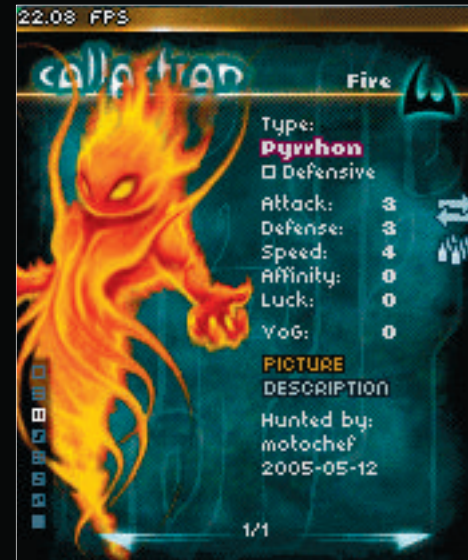 22.08 FPS
collection
Fire
Type:
Pyrrhon
Defensive
Attack: 3
Defense: 3
Speed: 4
Affinity: 0
Luck: 0
VoG: 0
PICTURE
DESCRIPTION
Hunted by:
motochef
2005-05-12
1/1